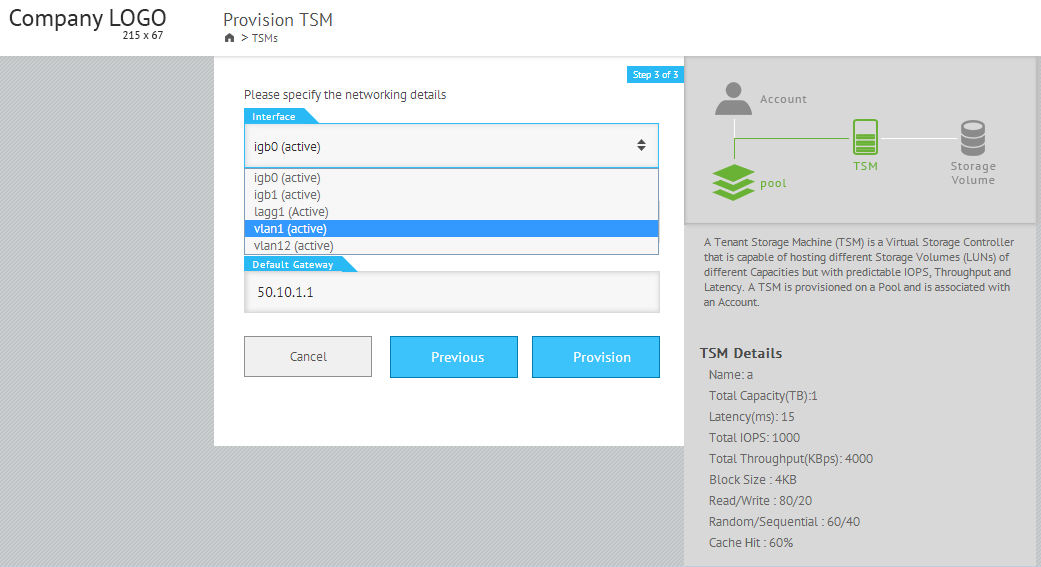 Company LOGO
215 x 67
Provision TSM
> TSMs
Step 3 of 3
Please specify the networking details
Interface
igb0 (active)
igb0 (active)
igb1 (active)
lagg1 (Active)
vlan1 (active)
vlan12 (active)
Default Gateway
50.10.1.1
Cancel
Previous
Provision
Account
TSM
pool
Storage
Volume
A Tenant Storage Machine (TSM) is a Virtual Storage Controller
that is capable of hosting different Storage Volumes (LUNs) of
different Capacities but with predictable IOPS, Throughput and
Latency. A TSM is provisioned on a Pool and is associated with
an Account.
TSM Details
Name: a
Total Capacity(TB):1
Latency(ms): 15
Total IOPS: 1000
Total Throughput(KBps): 4000
Block Size : 4KB
Read/Write : 80/20
Random/Sequential : 60/40
Cache Hit : 60%